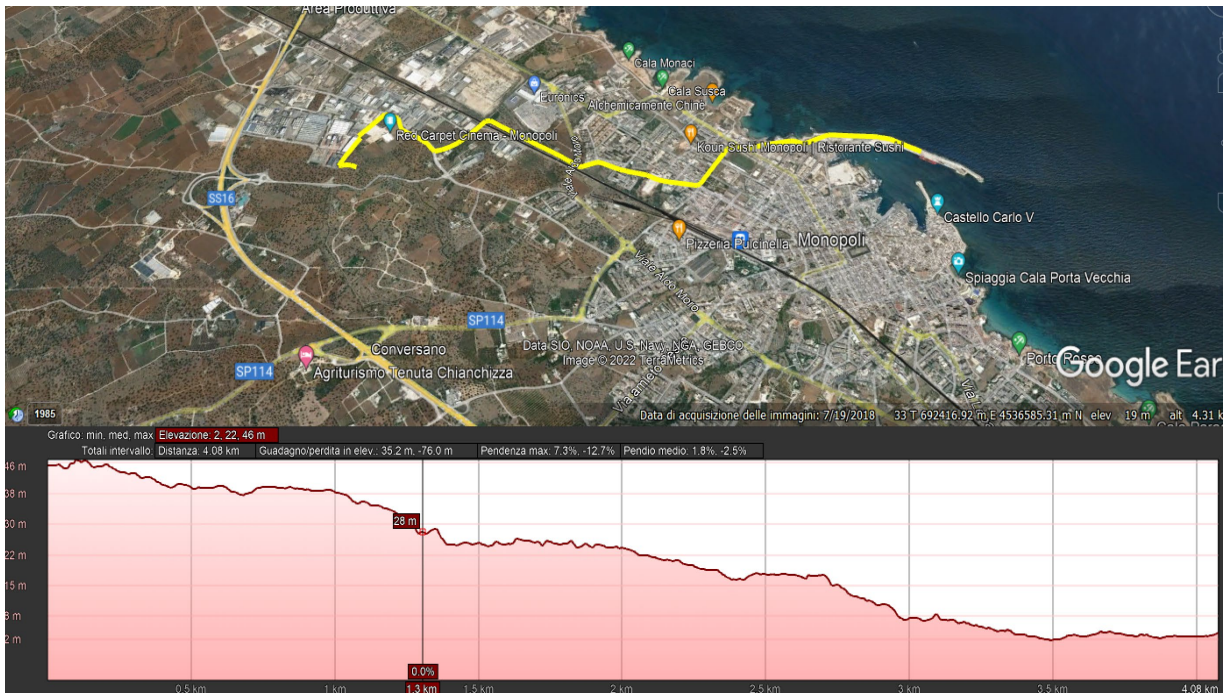 Area Produttiva
Cala Monaci
Cala Susca
Euronics
Alchemicamente Chine
Red Carpet Cinema - Monopoli
Koun Sushi Monopoli | Ristorante Sushi
SS16
Castello Carlo V
Pizzeria Pulcinella
Monopoli
Viale Aldo Moro
Spiaggia Cala Porta Vecchia
SP114
Conversano
Data SIO, NOAA, U.S. Navy, NGA, GEBCO
Image © 2022 TerraMetrics
Porto Rosso
Google Ear
SP114
Agriturismo Tenuta Chianchizza
1985
Data di acquisizione delle immagini: 7/19/2018 33 T 692416.92 m E 4536585.31 m N elev 19 m alt 4.31 k
Grafico: min. med. max Elevazione: 2, 22, 46 m
Totali intervallo: Distanza: 4.08 km Guadagno/perdita in elev.: 35.2 m, -76.0 m Pendenza max: 7.3%, -12.7% Pendio medio: 1.8%, -2.5%
46 m
38 m
30 m
28 m
22 m
15 m
8 m
2 m
0.0%
0.5 km 1 km 1.3 km 1.5 km 2 km 2.5 km 3 km 3.5 km 4.08 km